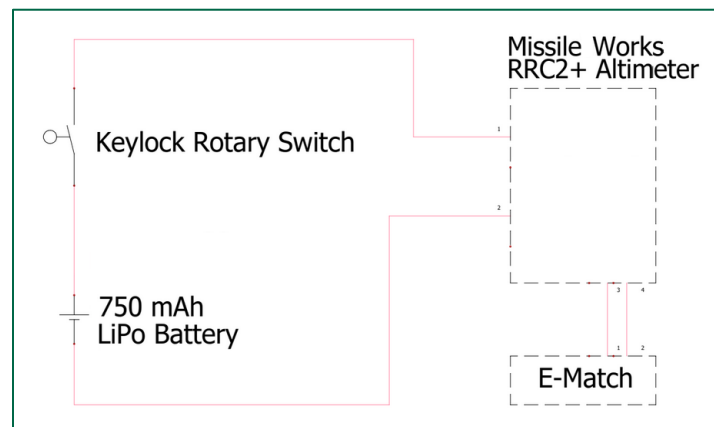 Missile Works
RRC2+ Altimeter
1
Keylock Rotary Switch
2
750 mAh
LiPo Battery
3 4
1 2
E-Match